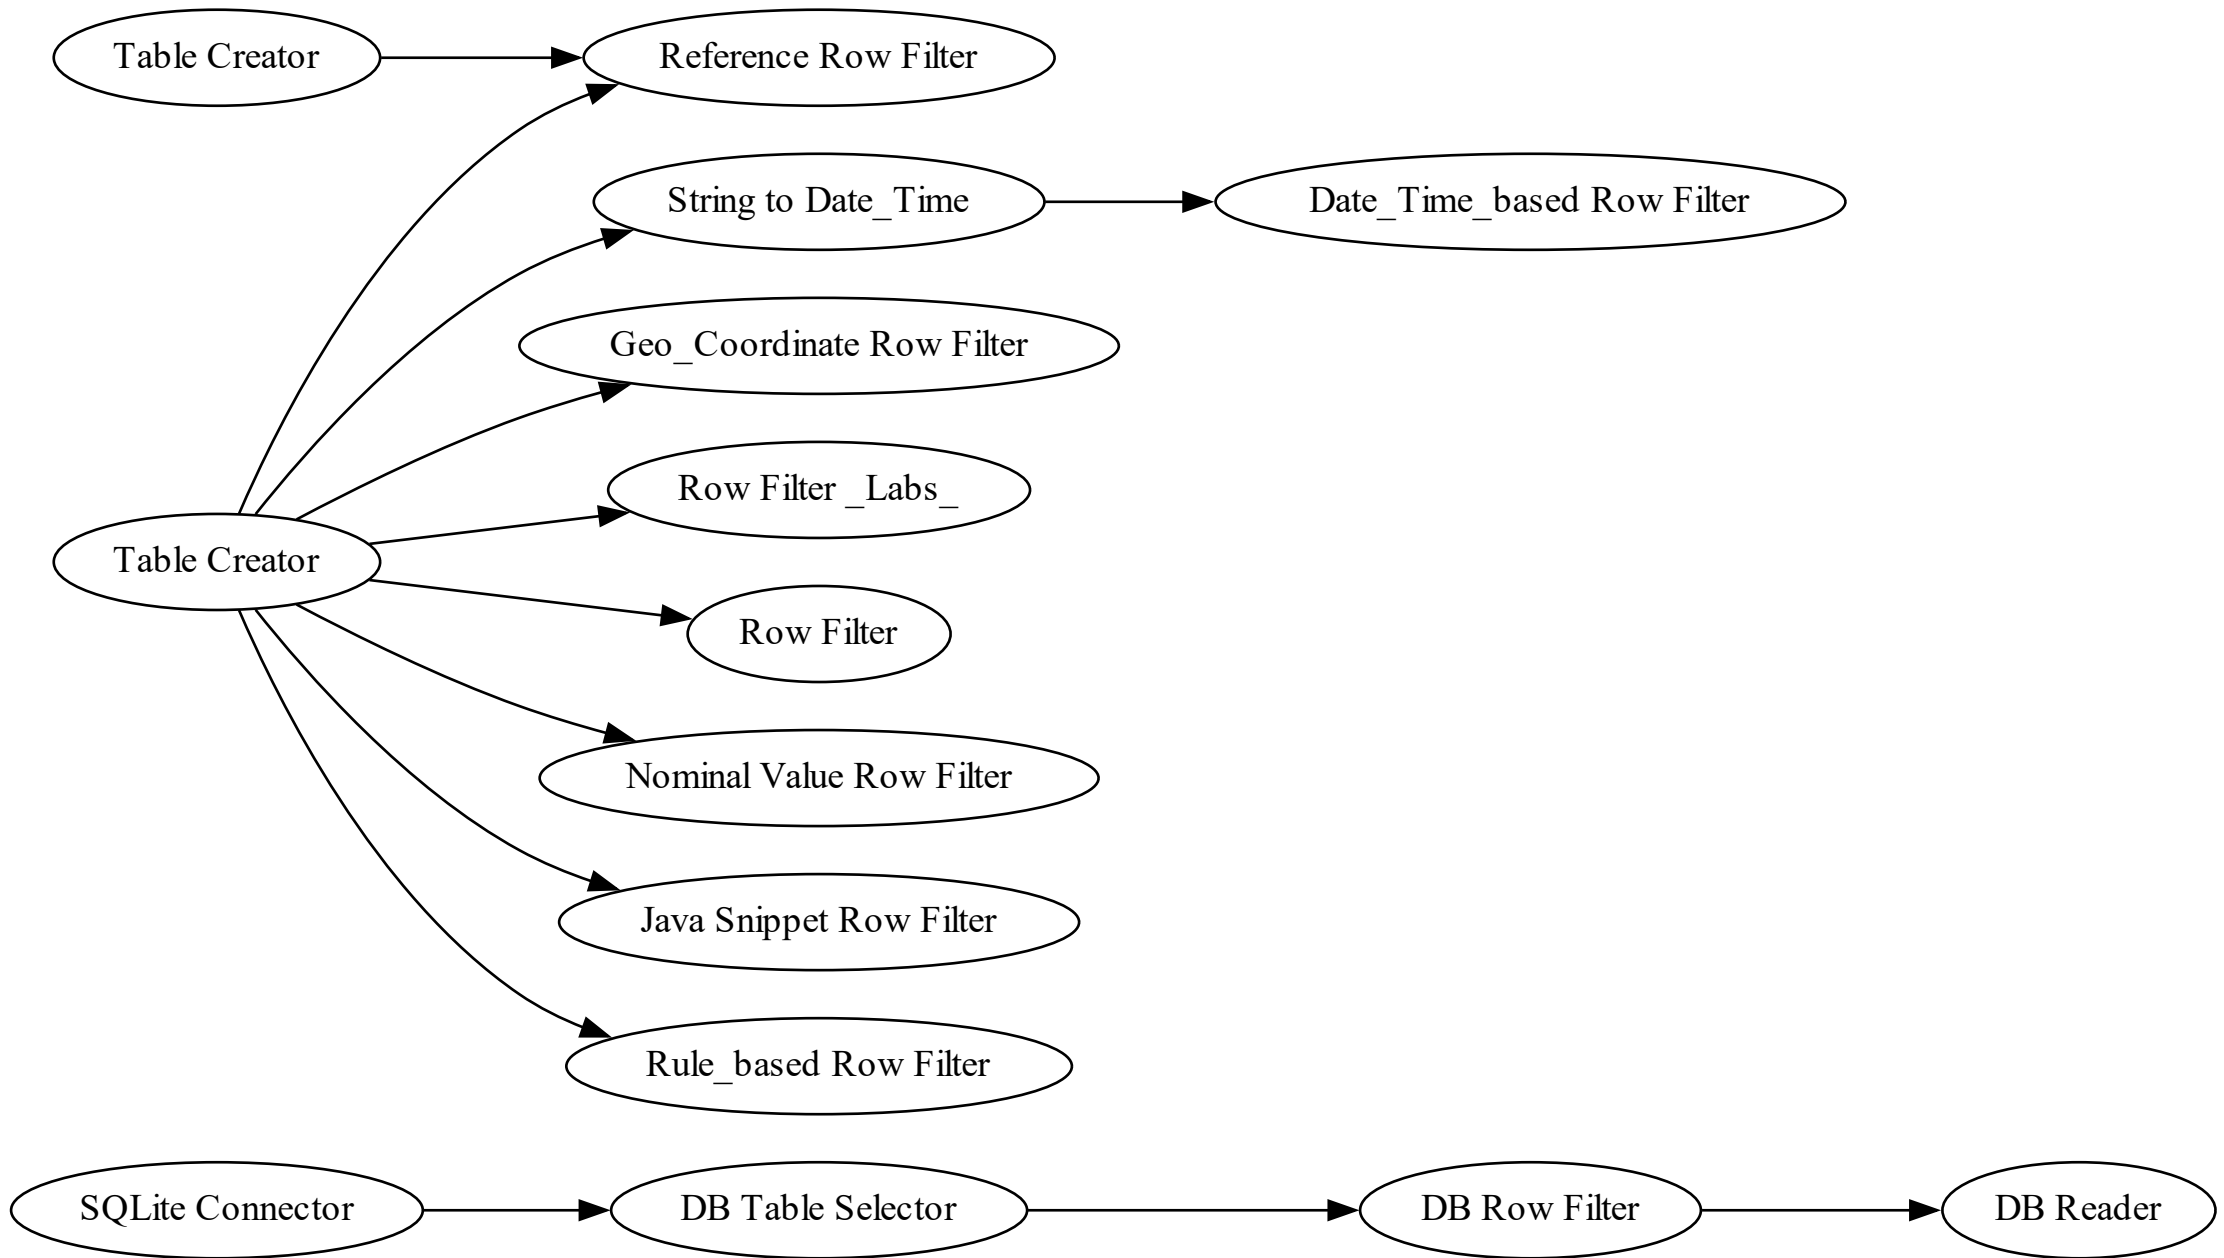 Table Creator
Reference Row Filter
String to Date_Time
Date_Time_based Row Filter
Geo_Coordinate Row Filter
Row Filter _Labs_
Table Creator
Row Filter
Nominal Value Row Filter
Java Snippet Row Filter
Rule_based Row Filter
SQLite Connector
DB Table Selector
DB Row Filter
DB Reader